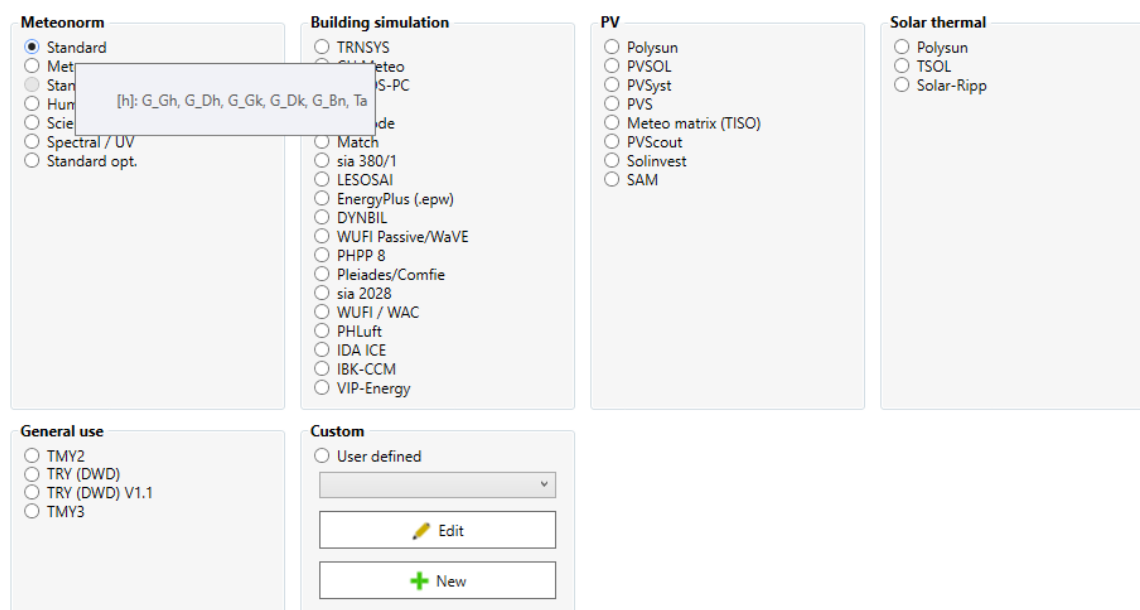 Meteonorm
Standard
Spectral / UV
Standard opt.
[h]: G_Gh, G_Dh, G_Gk, G_Dk, G_Bn, Ta
Building simulation
TRNSYS
Match
sia 380/1
LESOSAI
EnergyPlus (.epw)
DYNBIL
WUFI Passive/WaVE
PHPP 8
Pleiades/Comfie
sia 2028
WUFI / WAC
PHLuft
IDA ICE
IBK-CCM
VIP-Energy
PV
Polysun
PVSOL
PVSyst
PVS
Meteo matrix (TISO)
PVScout
Solinvest
SAM
Solar thermal
Polysun
TSOL
Solar-Ripp
General use
TMY2
TRY (DWD)
TRY (DWD) V1.1
TMY3
Custom
User defined
Edit
New